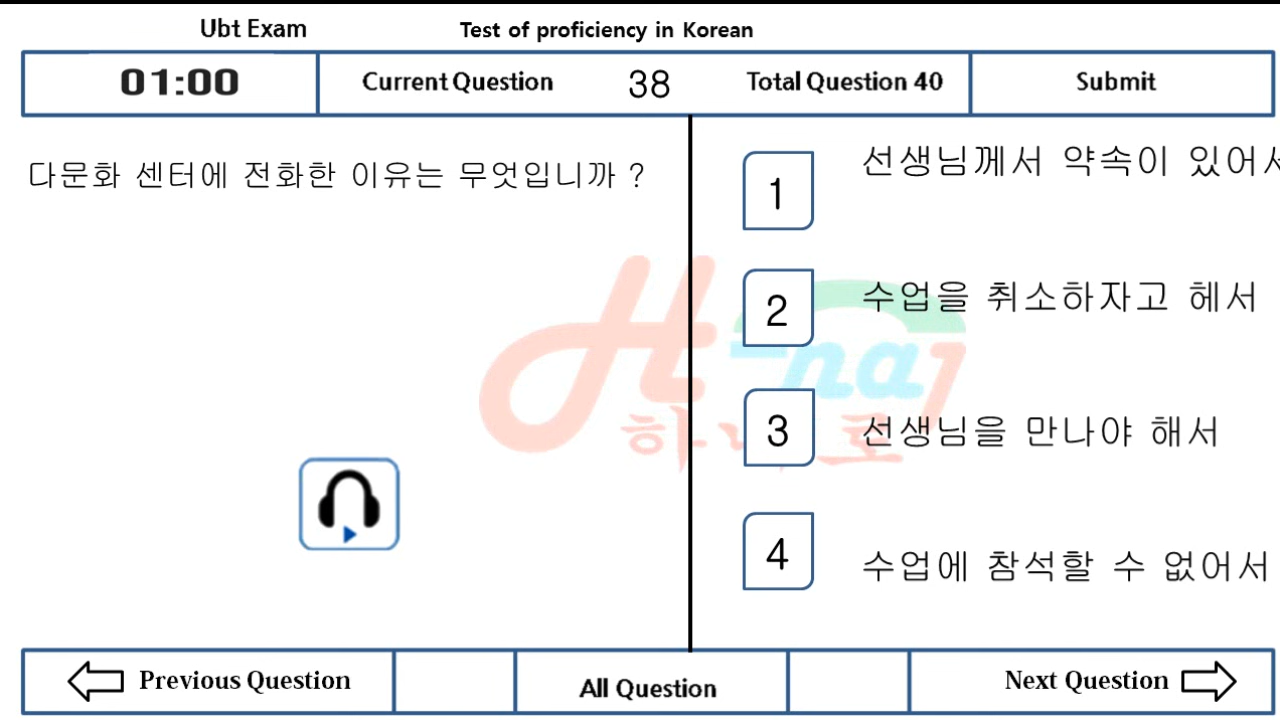 Ubt Exam
Test of proficiency in Korean
01:00
Current Question 38
Total Question 40
Submit
다문화 센터에 전화한 이유는 무엇입니까 ?
1 선생님께서 약속이 있어서
2 수업을 취소하자고 헤서
3 선생님을 만나야 해서
4 수업에 참석할 수 없어서
H-na
하나로
Previous Question
All Question
Next Question